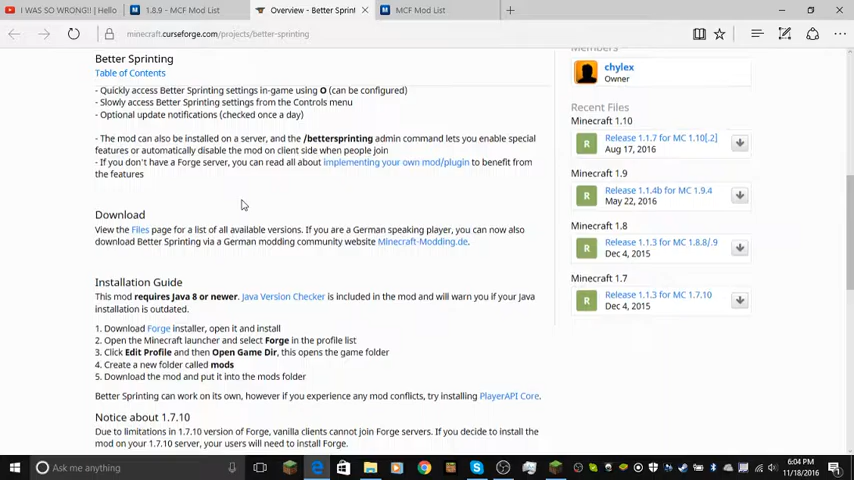 I WAS SO WRONG!! | Hello
1.8.9 - MCF Mod List
Overview - Better Sprint
MCF Mod List
minecraft.curseforge.com/projects/better-sprinting
Better Sprinting
Table of Contents
- Quickly access Better Sprinting settings in-game using O (can be configured)
- Slowly access Better Sprinting settings from the Controls menu
- Optional update notifications (checked once a day)
- The mod can also be installed on a server, and the /bettersprinting admin command lets you enable special
features or automatically disable the mod on client side when people join
- If you don't have a Forge server, you can read all about implementing your own mod/plugin to benefit from
the features
Download
View the Files page for a list of all available versions. If you are a German speaking player, you can now also
download Better Sprinting via a German modding community website Minecraft-Modding.de.
Installation Guide
This mod requires Java 8 or newer. Java Version Checker is included in the mod and will warn you if your Java
installation is outdated.
1. Download Forge installer, open it and install
2. Open the Minecraft launcher and select Forge in the profile list
3. Click Edit Profile and then Open Game Dir, this opens the game folder
4. Create a new folder called mods
5. Download the mod and put it into the mods folder
Better Sprinting can work on its own, however if you experience any mod conflicts, try installing PlayerAPI Core.
Notice about 1.7.10
Due to limitations in 1.7.10 version of Forge, vanilla clients cannot join Forge servers. If you decide to install the
mod on your 1.7.10 server, your users will need to install Forge.
Members
chylex
Owner
Recent Files
Minecraft 1.10
R
Release 1.1.7 for MC 1.10[.2]
Aug 17, 2016
Minecraft 1.9
R
Release 1.1.4b for MC 1.9.4
May 22, 2016
Minecraft 1.8
R
Release 1.1.3 for MC 1.8.8/.9
Dec 4, 2015
Minecraft 1.7
R
Release 1.1.3 for MC 1.7.10
Dec 4, 2015
Ask me anything
6:04 PM
11/18/2016